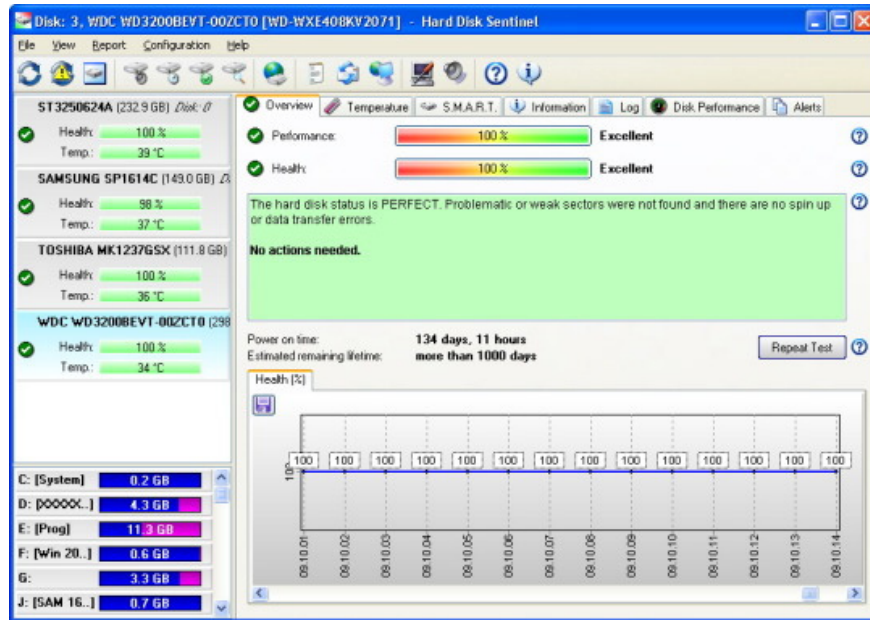 Disk: 3, WDC WD3200BEVT-00ZCT0 [WD-WXE408KV2071] - Hard Disk Sentinel
File View Report Configuration Help
ST3250624A (232.9 GB) Disk: 0
Health: 100 %
Temp.: 39 °C
SAMSUNG SP1614C (149.0 GB)
Health: 98 %
Temp.: 37 °C
TOSHIBA MK1237GSX (111.8 GB)
Health: 100 %
Temp.: 36 °C
WDC WD3200BEVT-00ZCT0 (298
Health: 100 %
Temp.: 34 °C
C: [System] 0.2 GB
D: [XXXXX..] 4.3 GB
E: [Prog] 11.3 GB
F: [Win 20..] 0.6 GB
G: 3.3 GB
J: [SAM 16..] 0.7 GB
Overview Temperature S.M.A.R.T. Information Log Disk Performance Alerts
Performance: 100 % Excellent
Health: 100 % Excellent
The hard disk status is PERFECT. Problematic or weak sectors were not found and there are no spin up
or data transfer errors.
No actions needed.
Power on time: 134 days, 11 hours
Estimated remaining lifetime: more than 1000 days
Repeat Test
Health (%)
100 100 100 100 100 100 100 100 100 100 100 100 100 100
100
09.10.01 09.10.02 09.10.03 09.10.04 09.10.05 09.10.06 09.10.07 09.10.08 09.10.09 09.10.10 09.10.11 09.10.12 09.10.13 09.10.14